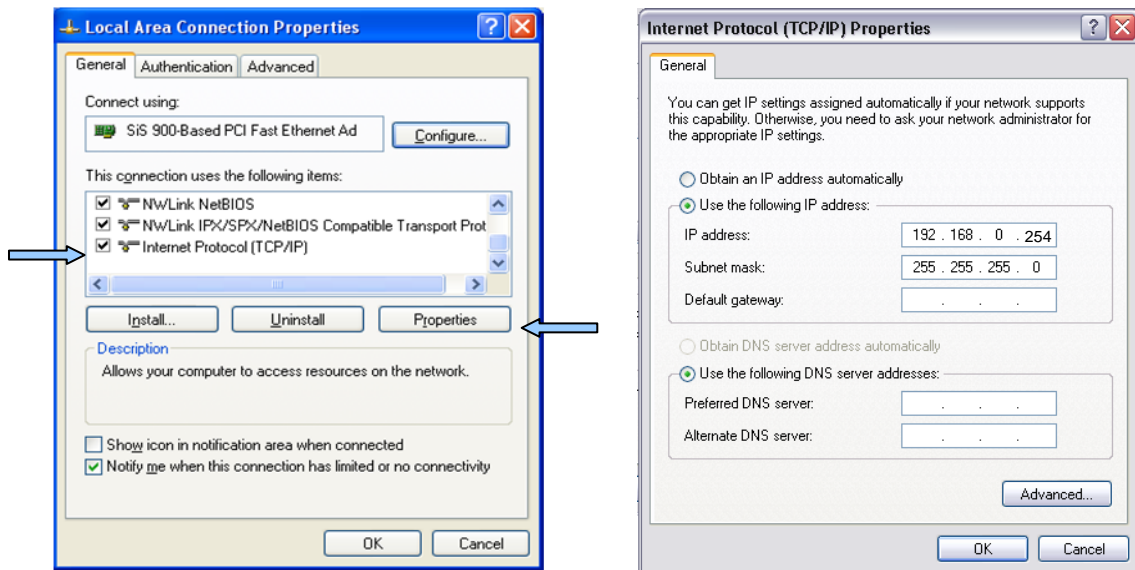 Local Area Connection Properties
General
Authentication
Advanced
Connect using:
SiS 900-Based PCI Fast Ethernet Ad
Configure...
This connection uses the following items:
NWLink NetBIOS
NWLink IPX/SPX/NetBIOS Compatible Transport Prot
Internet Protocol (TCP/IP)
Install...
Uninstall
Properties
Description
Allows your computer to access resources on the network.
Show icon in notification area when connected
Notify me when this connection has limited or no connectivity
OK
Cancel
Internet Protocol (TCP/IP) Properties
General
You can get IP settings assigned automatically if your network supports
this capability. Otherwise, you need to ask your network administrator for
the appropriate IP settings.
Obtain an IP address automatically
Use the following IP address:
IP address: 192 . 168 . 0 . 254
Subnet mask: 255 . 255 . 255 . 0
Default gateway: . . .
Obtain DNS server address automatically
Use the following DNS server addresses:
Preferred DNS server: . . .
Alternate DNS server: . . .
Advanced...
OK
Cancel